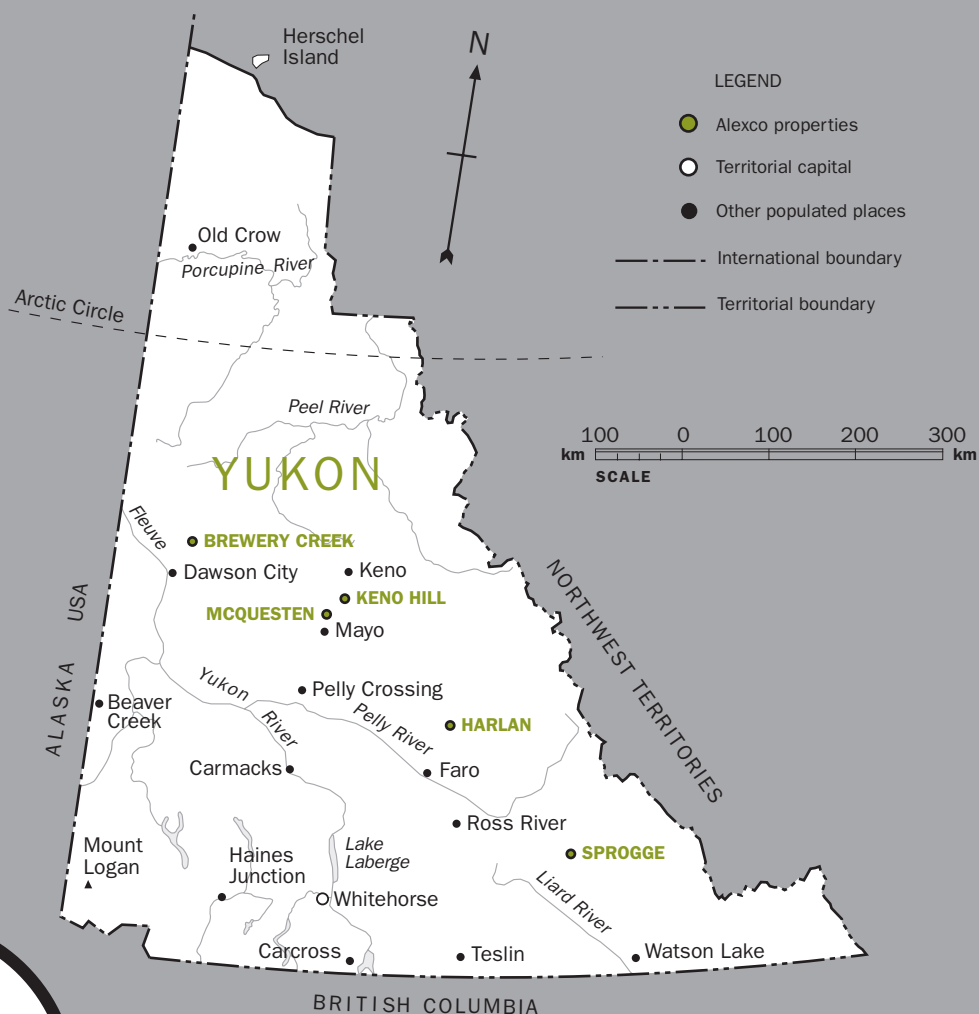 Herschel
Island
N
LEGEND
Alexco properties
Territorial capital
Other populated places
International boundary
Territorial boundary
Old Crow
Porcupine River
Arctic Circle
Peel River
100 0 100 200 300
km km
SCALE
YUKON
Fleuve
BREWERY CREEK
Dawson City
Keno
KENO HILL
MCQUESTEN
Mayo
ALASKA USA
NORTHWEST TERRITORIES
Yukon
River
Pelly Crossing
Pelly River
Beaver
Creek
HARLAN
Carmacks
Faro
Ross River
Mount
Logan
Haines
Junction
Lake
Laberge
SPROGGE
Whitehorse
Liard River
Carcross
Teslin
Watson Lake
BRITISH COLUMBIA